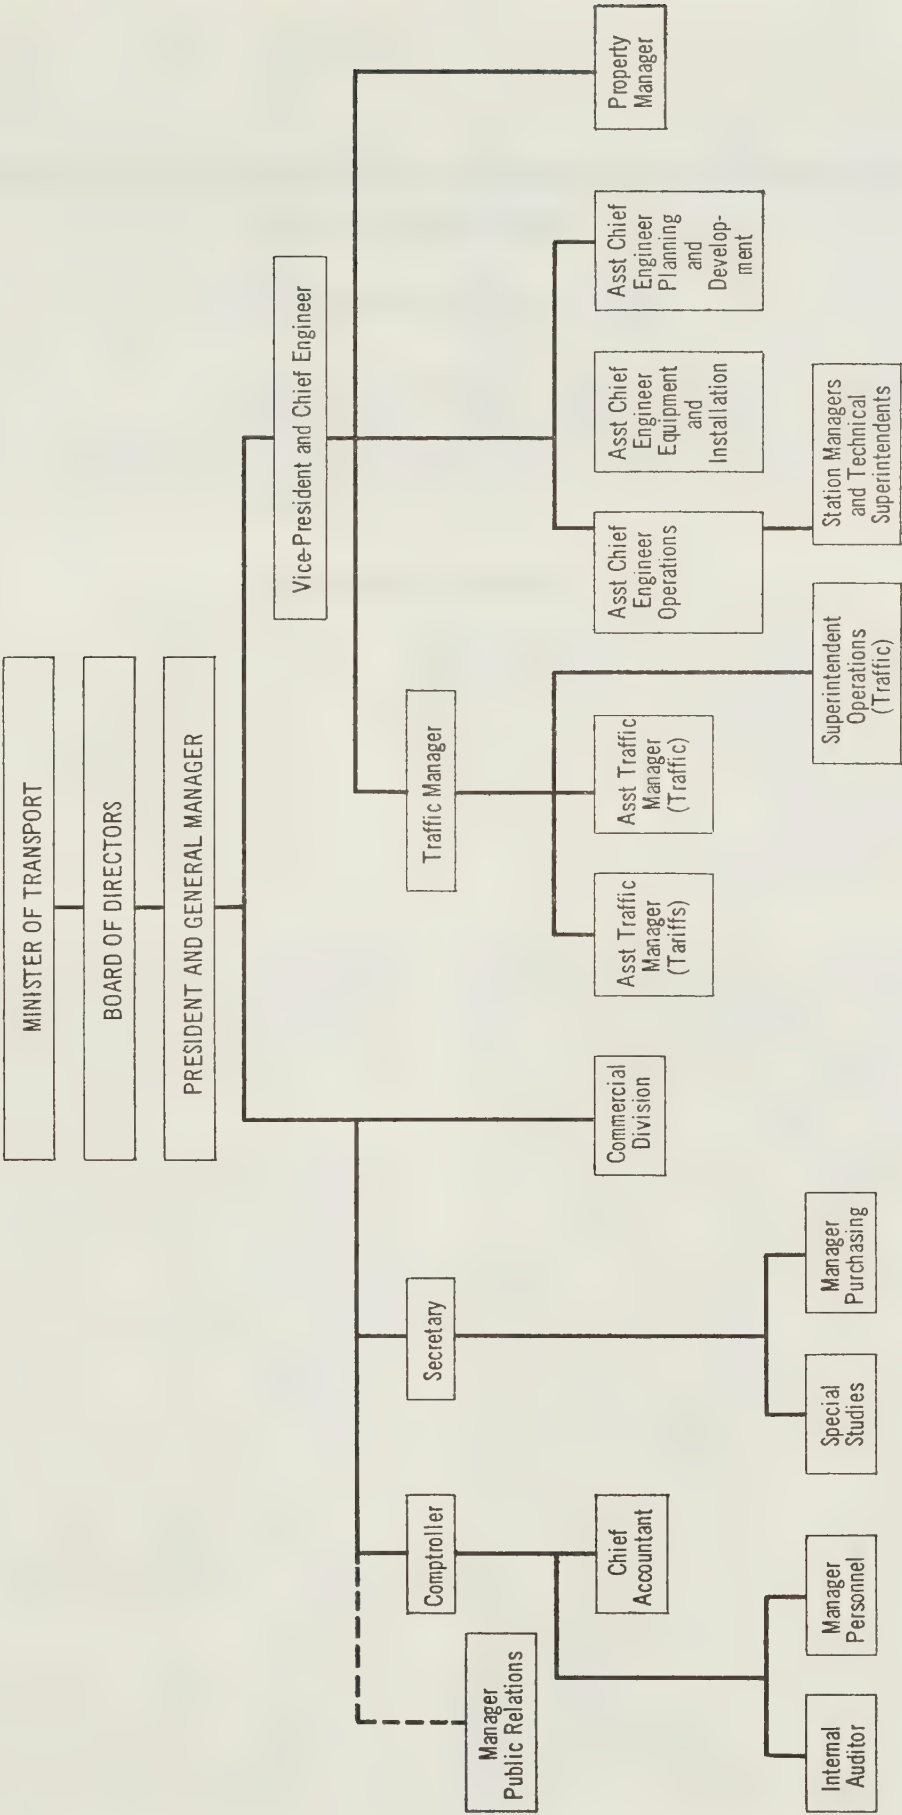 MINISTER OF TRANSPORT
BOARD OF DIRECTORS
PRESIDENT AND GENERAL MANAGER
Vice-President and Chief Engineer
Comptroller
Secretary
Traffic Manager
Manager
Public Relations
Chief
Accountant
Commercial
Division
Asst Traffic
Manager
(Tariffs)
Asst Traffic
Manager
(Traffic)
Asst Chief
Engineer
Operations
Asst Chief
Engineer
Equipment
and
Installation
Asst Chief
Engineer
Planning
and
Develop-
ment
Property
Manager
Internal
Auditor
Manager
Personnel
Special
Studies
Manager
Purchasing
Superintendent
Operations
(Traffic)
Station Managers
and Technical
Superintendents